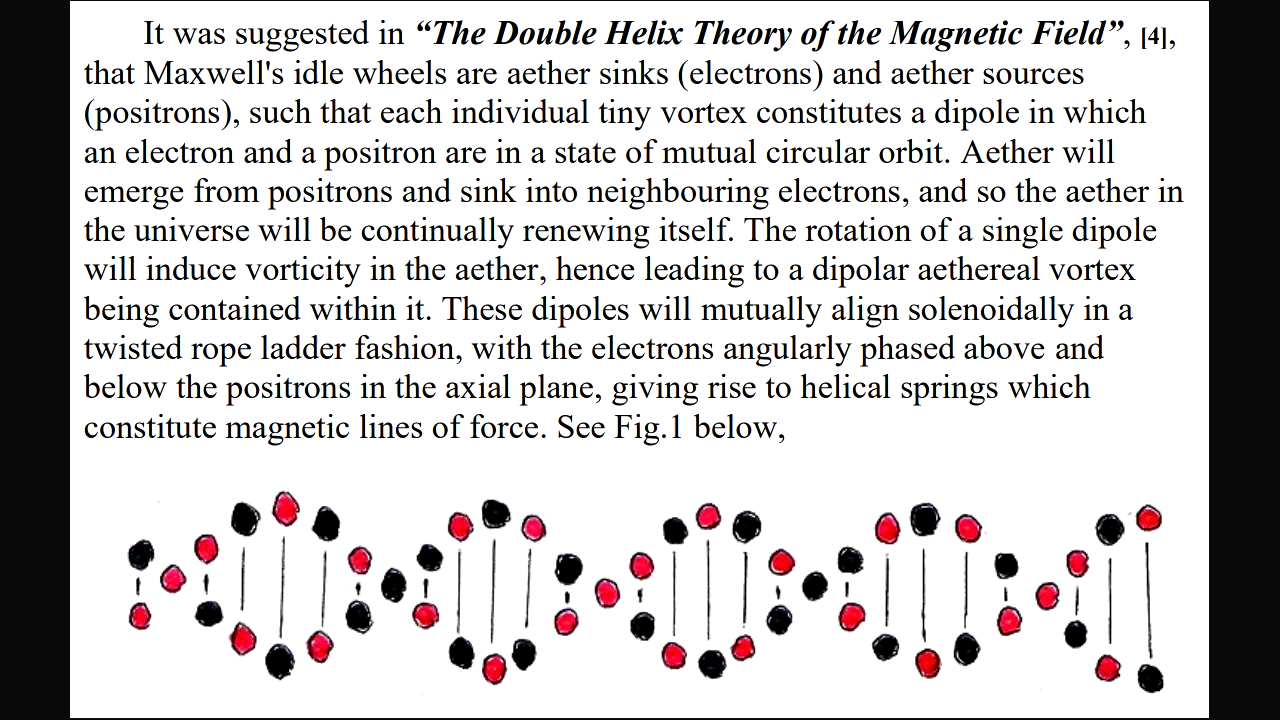 It was suggested in “The Double Helix Theory of the Magnetic Field”, [4],
that Maxwell's idle wheels are aether sinks (electrons) and aether sources
(positrons), such that each individual tiny vortex constitutes a dipole in which
an electron and a positron are in a state of mutual circular orbit. Aether will
emerge from positrons and sink into neighbouring electrons, and so the aether in
the universe will be continually renewing itself. The rotation of a single dipole
will induce vorticity in the aether, hence leading to a dipolar aethereal vortex
being contained within it. These dipoles will mutually align solenoidally in a
twisted rope ladder fashion, with the electrons angularly phased above and
below the positrons in the axial plane, giving rise to helical springs which
constitute magnetic lines of force. See Fig.1 below,